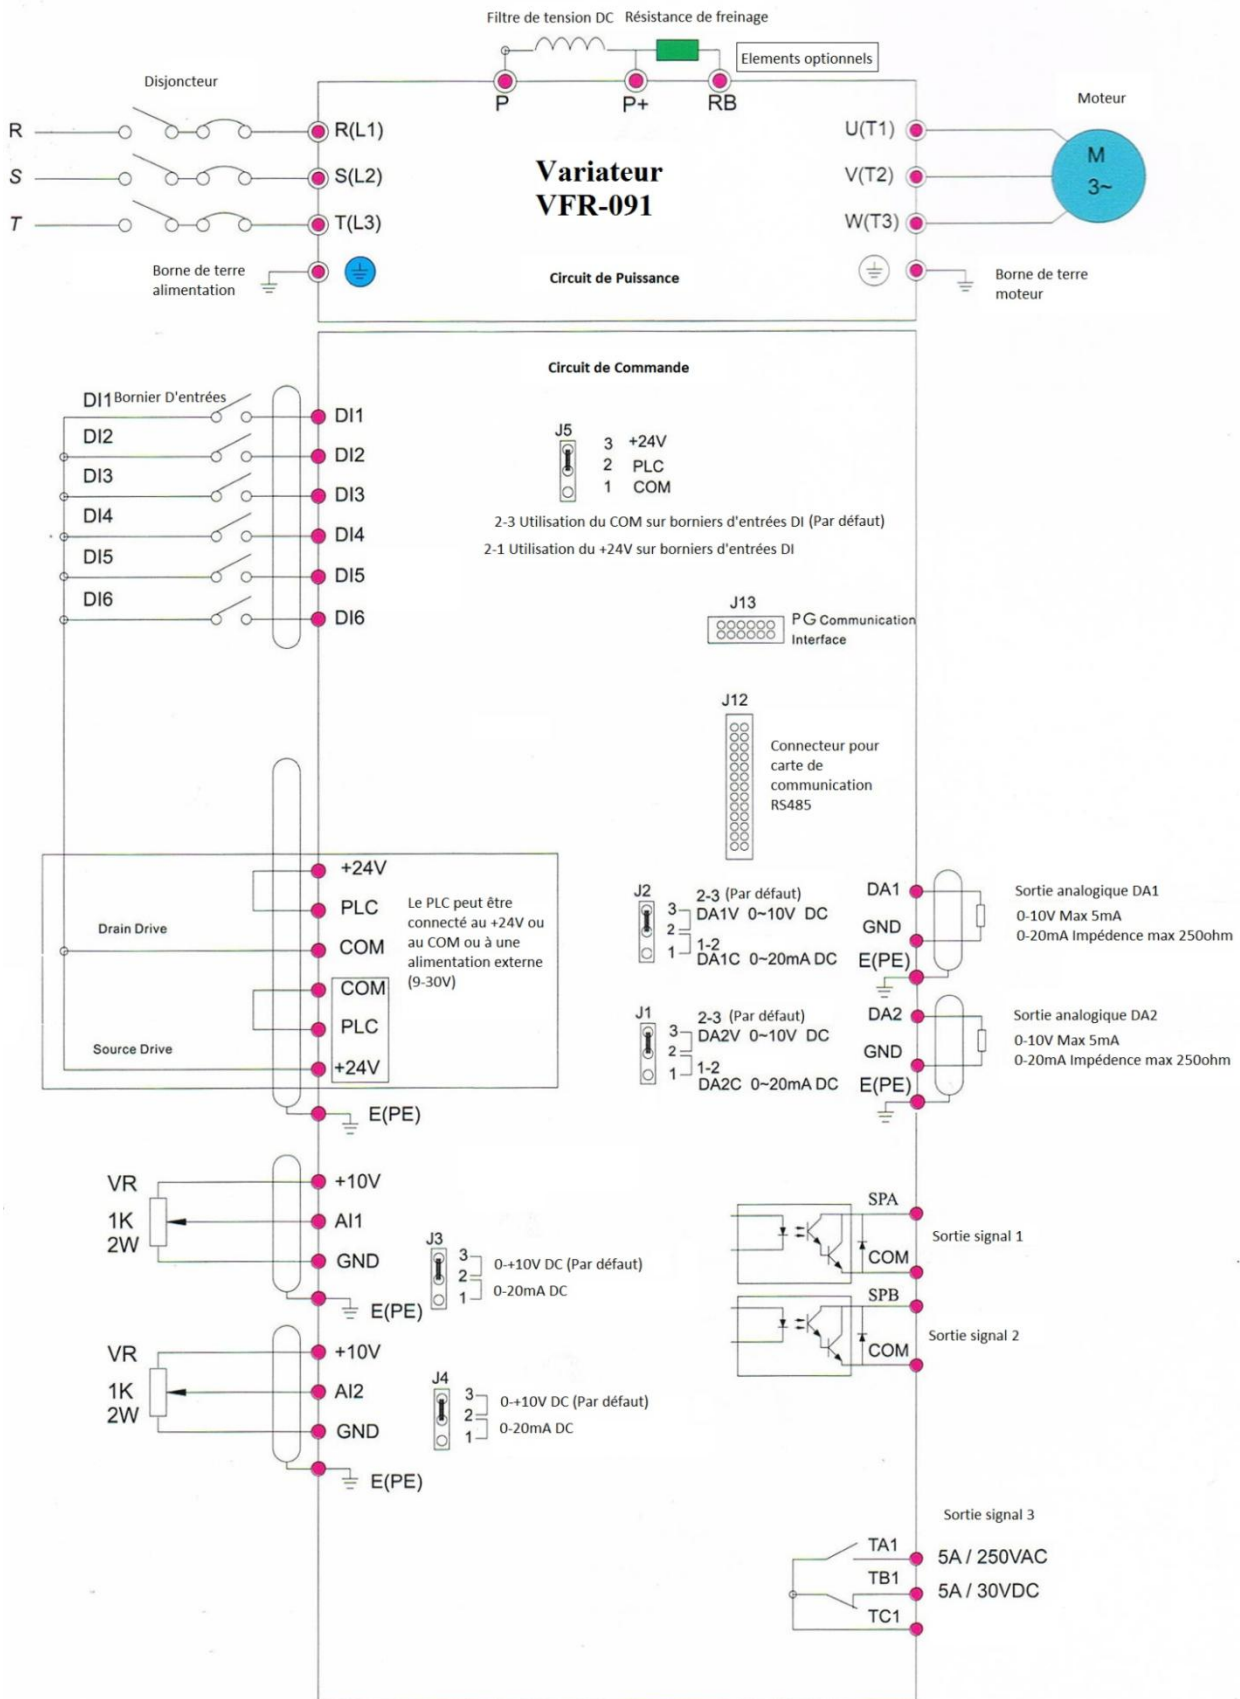 Filtre de tension DC Résistance de freinage
Elements optionnels
P P+ RB
Disjoncteur
Moteur
R R(L1)
S S(L2)
T T(L3)
Variateur
VFR-091
U(T1)
V(T2)
W(T3)
M
3~
Borne de terre
alimentation
Circuit de Puissance
Borne de terre
moteur
Circuit de Commande
DI1 Bornier D'entrées
DI1
DI2 DI2
DI3 DI3
DI4 DI4
DI5 DI5
DI6 DI6
J5
3 +24V
2 PLC
1 COM
2-3 Utilisation du COM sur borniers d'entrées DI (Par défaut)
2-1 Utilisation du +24V sur borniers d'entrées DI
J13
PG Communication
Interface
J12
Connecteur pour
carte de
communication
RS485
Drain Drive
Source Drive
+24V
PLC
COM
COM
PLC
+24V
E(PE)
Le PLC peut être
connecté au +24V ou
au COM ou à une
alimentation externe
(9-30V)
J2
3
2
1
2-3 (Par défaut)
DA1V 0~10V DC
1-2
DA1C 0~20mA DC
DA1
GND
E(PE)
Sortie analogique DA1
0-10V Max 5mA
0-20mA Impédence max 250ohm
J1
3
2
1
2-3 (Par défaut)
DA2V 0~10V DC
1-2
DA2C 0~20mA DC
DA2
GND
E(PE)
Sortie analogique DA2
0-10V Max 5mA
0-20mA Impédence max 250ohm
VR
1K
2W
+10V
AI1
GND
E(PE)
J3
3
2
1
0-+10V DC (Par défaut)
0-20mA DC
VR
1K
2W
+10V
AI2
GND
E(PE)
J4
3
2
1
0-+10V DC (Par défaut)
0-20mA DC
SPA
COM
Sortie signal 1
SPB
COM
Sortie signal 2
Sortie signal 3
TA1 5A / 250VAC
TB1 5A / 30VDC
TC1